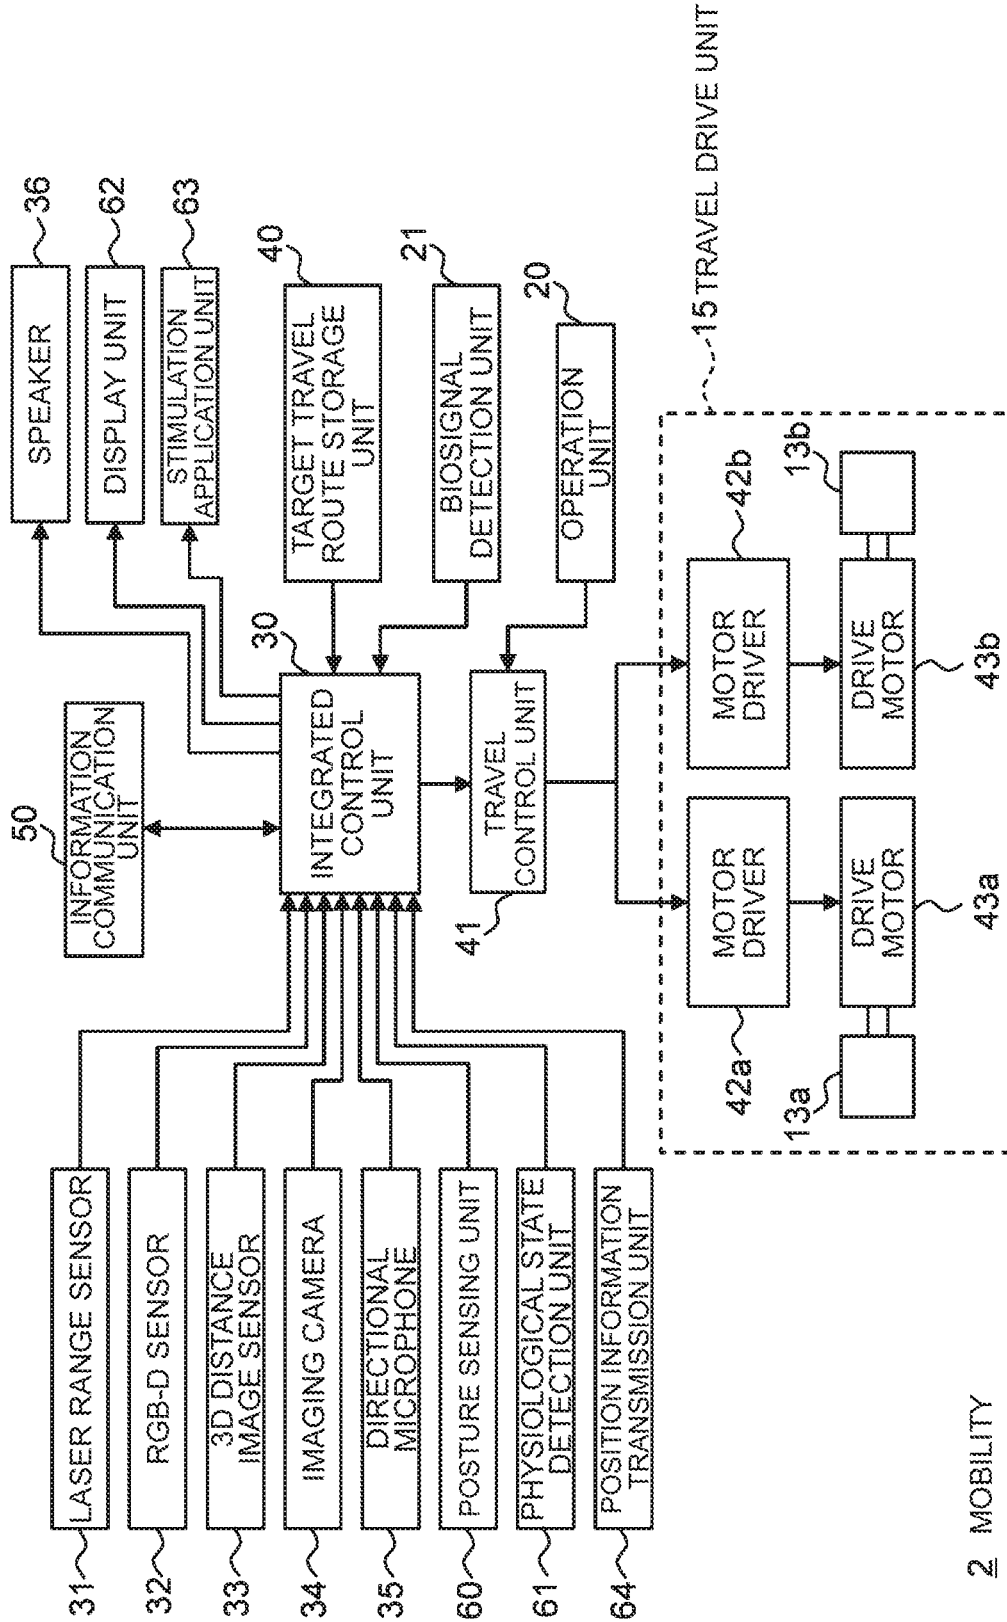 31
LASER RANGE SENSOR
32
RGB-D SENSOR
33
3D DISTANCE
IMAGE SENSOR
34
IMAGING CAMERA
35
DIRECTIONAL
MICROPHONE
60
POSTURE SENSING UNIT
61
PHYSIOLOGICAL STATE
DETECTION UNIT
64
POSITION INFORMATION
TRANSMISSION UNIT
50
INFORMATION
COMMUNICATION
UNIT
30
INTEGRATED
CONTROL
UNIT
41
TRAVEL
CONTROL UNIT
SPEAKER
36
DISPLAY UNIT
62
STIMULATION
APPLICATION UNIT
63
TARGET TRAVEL
ROUTE STORAGE
UNIT
40
BIOSIGNAL
DETECTION UNIT
21
OPERATION
UNIT
20
15 TRAVEL DRIVE UNIT
42a
MOTOR
DRIVER
MOTOR
DRIVER
42b
13a
DRIVE
MOTOR
43a
DRIVE
MOTOR
43b
13b
2 MOBILITY